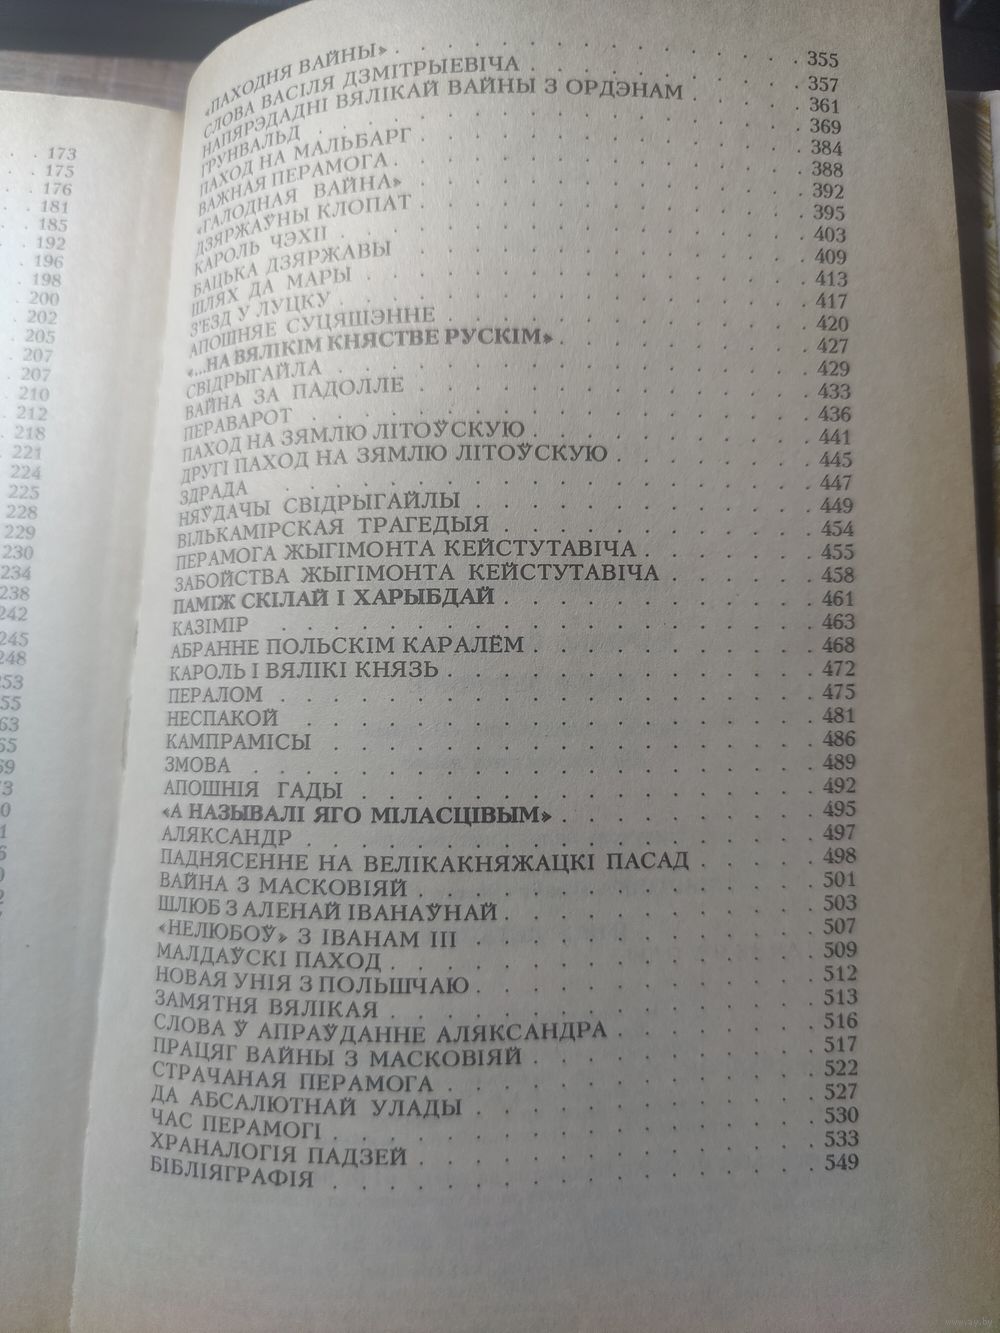 173
175
176
181
185
192
196
198
200
202
205
207
207
210
212
218
221
224
225
228
229
230
234
238
242
245
248
253
«ПАХОДНЯ ВАЙНЫ» . . . 355
СЛОВА ВАСІЛЯ ДЗМІТРЫЕВІЧА . . . 357
НАПЯРЭДАДНІ ВЯЛІКАЙ ВАЙНЫ З ОРДЭНАМ . . . 361
ГРУНВАЛЬД . . . 369
ПАХОД НА МАЛЬБАРГ . . . 384
ВАЖНАЯ ПЕРАМОГА . . . 388
«ГАЛОДНАЯ ВАЙНА» . . . 392
ДЗЯРЖАЎНЫ КЛОПАТ . . . 395
КАРОЛЬ ЧЭХІІ . . . 403
БАЦЬКА ДЗЯРЖАВЫ . . . 409
ШЛЯХ ДА МАРЫ . . . 413
З'ЕЗД У ЛУЦКУ . . . 417
АПОШНЯЕ СУЦЯШЭННЕ . . . 420
«...НА ВЯЛІКІМ КНЯСТВЕ РУСКІМ» . . . 427
СВІДРЫГАЙЛА . . . 429
ВАЙНА ЗА ПАДОЛЛЕ . . . 433
ПЕРАВАРОТ . . . 436
ПАХОД НА ЗЯМЛЮ ЛІТОЎСКУЮ . . . 441
ДРУГІ ПАХОД НА ЗЯМЛЮ ЛІТОЎСКУЮ . . . 445
ЗДРАДА . . . 447
НЯЎДАЧЫ СВІДРЫГАЙЛЫ . . . 449
ВІЛЬКАМІРСКАЯ ТРАГЕДЫЯ . . . 454
ПЕРАМОГА ЖЫГІМОНТА КЕЙСТУТАВІЧА . . . 455
ЗАБОЙСТВА ЖЫГІМОНТА КЕЙСТУТАВІЧА . . . 458
ПАМІЖ СКІЛАЙ І ХАРЫБДАЙ . . . 461
КАЗІМІР . . . 463
АБРАННЕ ПОЛЬСКІМ КАРАЛЁМ . . . 468
КАРОЛЬ І ВЯЛІКІ КНЯЗЬ . . . 472
ПЕРАЛОМ . . . 475
НЕСПАКОЙ . . . 481
КАМПРАМІСЫ . . . 486
ЗМОВА . . . 489
АПОШНІЯ ГАДЫ . . . 492
«А НАЗЫВАЛІ ЯГО МІЛАСЦІВЫМ» . . . 495
АЛЯКСАНДР . . . 497
ПАДНЯСЕННЕ НА ВЕЛІКАКНЯЖАЦКІ ПАСАД . . . 498
ВАЙНА З МАСКОВІЯЙ . . . 501
ШЛЮБ З АЛЕНАЙ ІВАНАЎНАЙ . . . 503
«НЕЛЮБОЎ» З ІВАНАМ III . . . 507
МАЛДАЎСКІ ПАХОД . . . 509
НОВАЯ УНІЯ З ПОЛЬШЧАЮ . . . 512
ЗАМЯТНЯ ВЯЛІКАЯ . . . 513
СЛОВА Ў АПРАЎДАННЕ АЛЯКСАНДРА . . . 516
ПРАЦЯГ ВАЙНЫ З МАСКОВІЯЙ . . . 517
СТРАЧАНАЯ ПЕРАМОГА . . . 522
ДА АБСАЛЮТНАЙ УЛАДЫ . . . 527
ЧАС ПЕРАМОГІ . . . 530
ХРАНАЛОГІЯ ПАДЗЕЙ . . . 533
БІБЛІЯГРАФІЯ . . . 549
www.ay.by